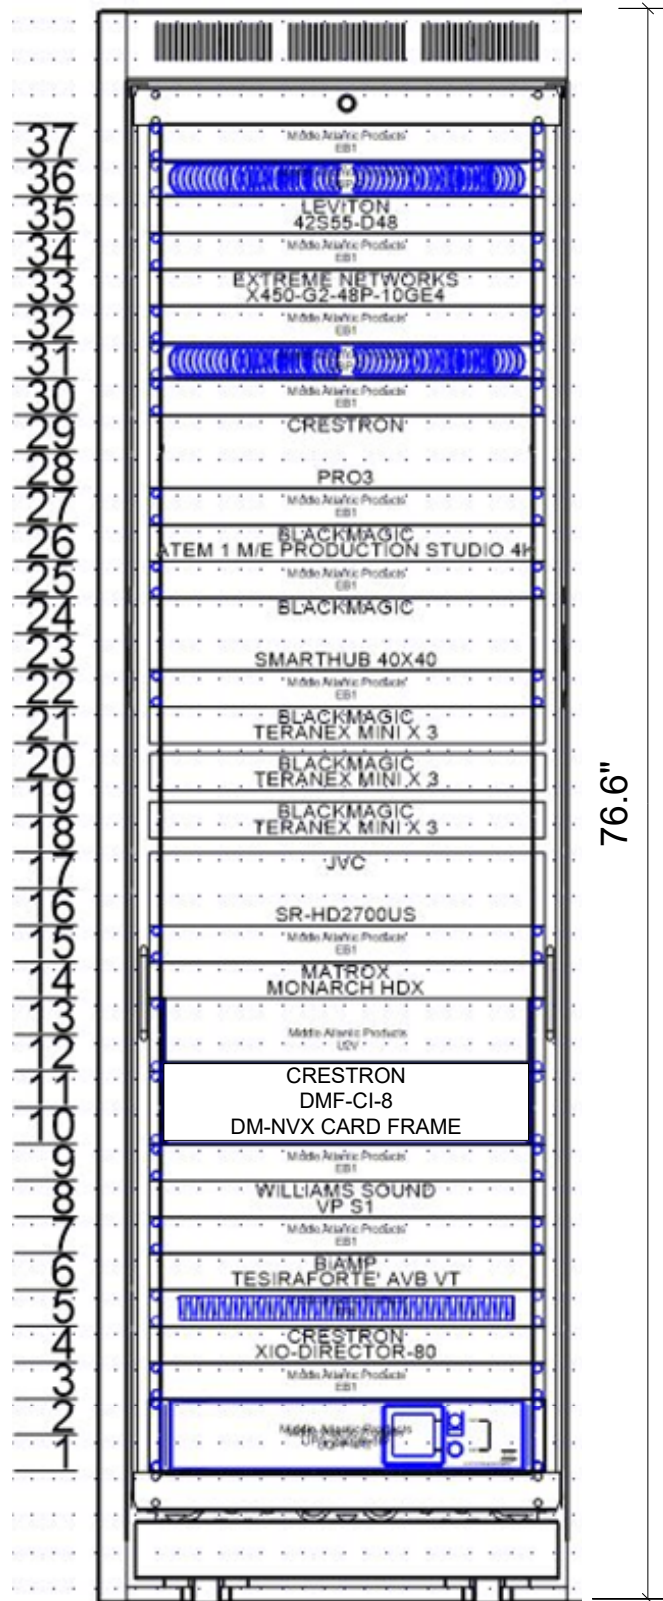 37
Middle Atlantic Products
EB1
36
35
LEVITON
42S55-D48
34
Middle Atlantic Products
EB1
33
EXTREME NETWORKS
X450-G2-48P-10GE4
32
Middle Atlantic Products
EB1
31
30
Middle Atlantic Products
EB1
29
CRESTRON
28
PRO3
27
Middle Atlantic Products
EB1
26
BLACKMAGIC
ATEM 1 M/E PRODUCTION STUDIO 4K
25
Middle Atlantic Products
EB1
24
BLACKMAGIC
23
SMARTHUB 40X40
22
Middle Atlantic Products
EB1
21
BLACKMAGIC
TERANEX MINI X 3
20
BLACKMAGIC
TERANEX MINI X 3
19
18
BLACKMAGIC
TERANEX MINI X 3
17
JVC
16
SR-HD2700US
15
Middle Atlantic Products
EB1
14
MATROX
MONARCH HDX
13
12
Middle Atlantic Products
U2V
11
CRESTRON
DMF-CI-8
10
DM-NVX CARD FRAME
9
Middle Atlantic Products
EB1
8
WILLIAMS SOUND
VP S1
7
Middle Atlantic Products
EB1
6
BIAMP
TESIRAFORTE' AVB VT
5
4
CRESTRON
XIO-DIRECTOR-80
3
Middle Atlantic Products
EB1
2
Middle Atlantic Products
1
76.6"